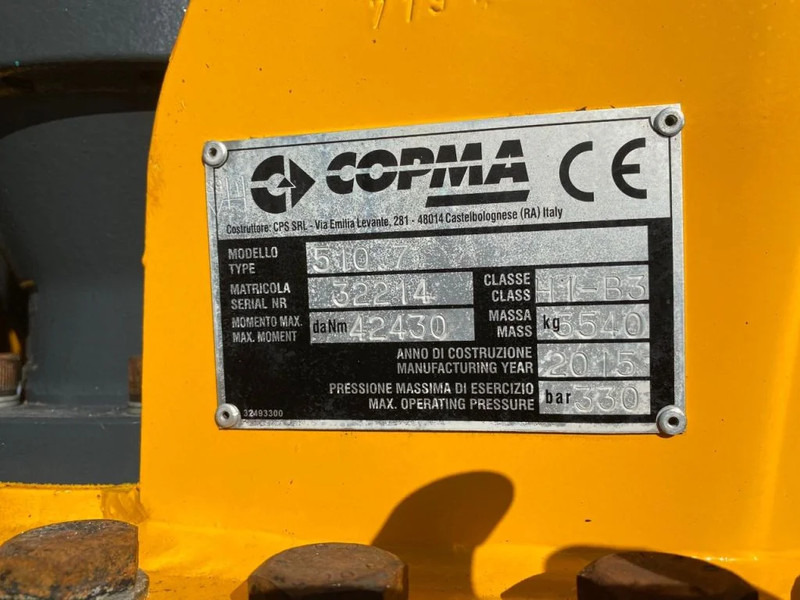 COPMA CE
Costruttore: CPS SRL - Via Emilia Levante, 281 - 48014 Castelbolognese (RA) Italy
MODELLO
TYPE 510.7
MATRICOLA
SERIAL NR 32214
CLASSE
CLASS H1-B3
MOMENTO MAX.
MAX. MOMENT daNm 42430
MASSA
MASS kg 5540
ANNO DI COSTRUZIONE
MANUFACTURING YEAR 2015
PRESSIONE MASSIMA DI ESERCIZIO
MAX. OPERATING PRESSURE bar 330
32493300